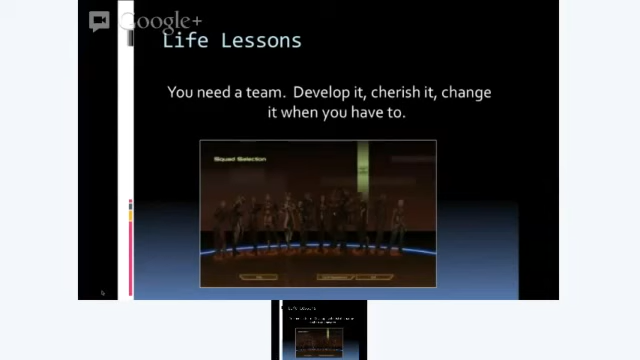 Google+
Life Lessons
You need a team. Develop it, cherish it, change
it when you have to.
Squad Selection